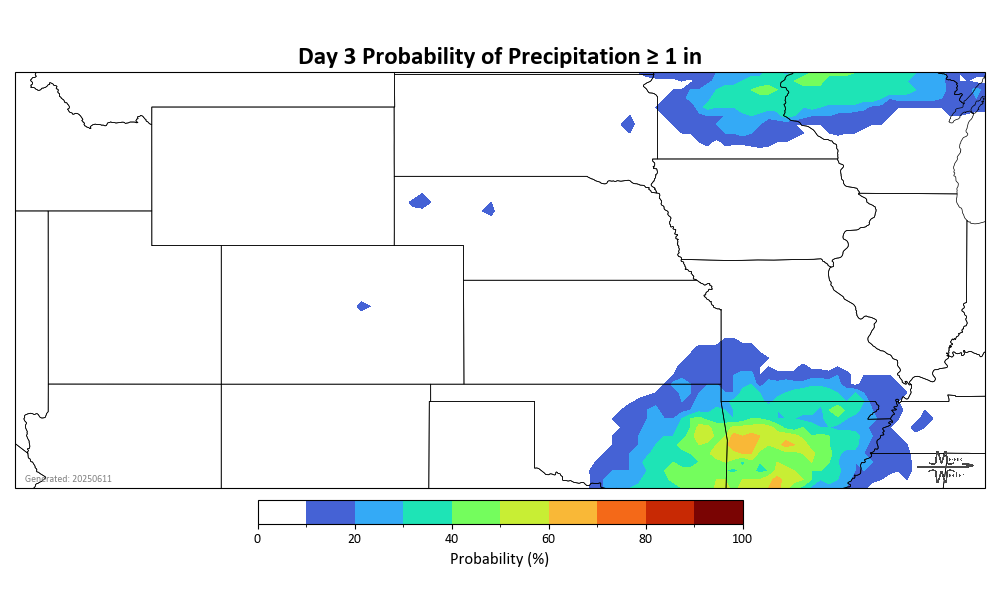 Day 3 Probability of Precipitation ≥ 1 in
Generated: 20250611
0 20 40 60 80 100
Probability (%)